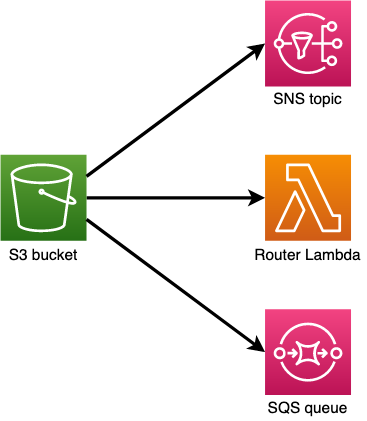 SNS topic
S3 bucket
Router Lambda
SQS queue